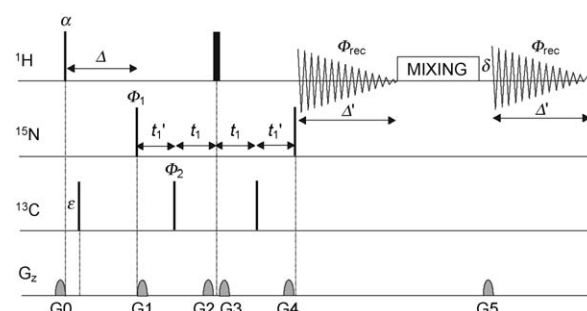 α
¹H
Δ
Φrec
MIXING
δ
Φrec
Φ₁
Δ'
Δ'
¹⁵N
t₁'
t₁
t₁
t₁'
Φ₂
¹³C
ε
Gz
G0
G1
G2
G3
G4
G5